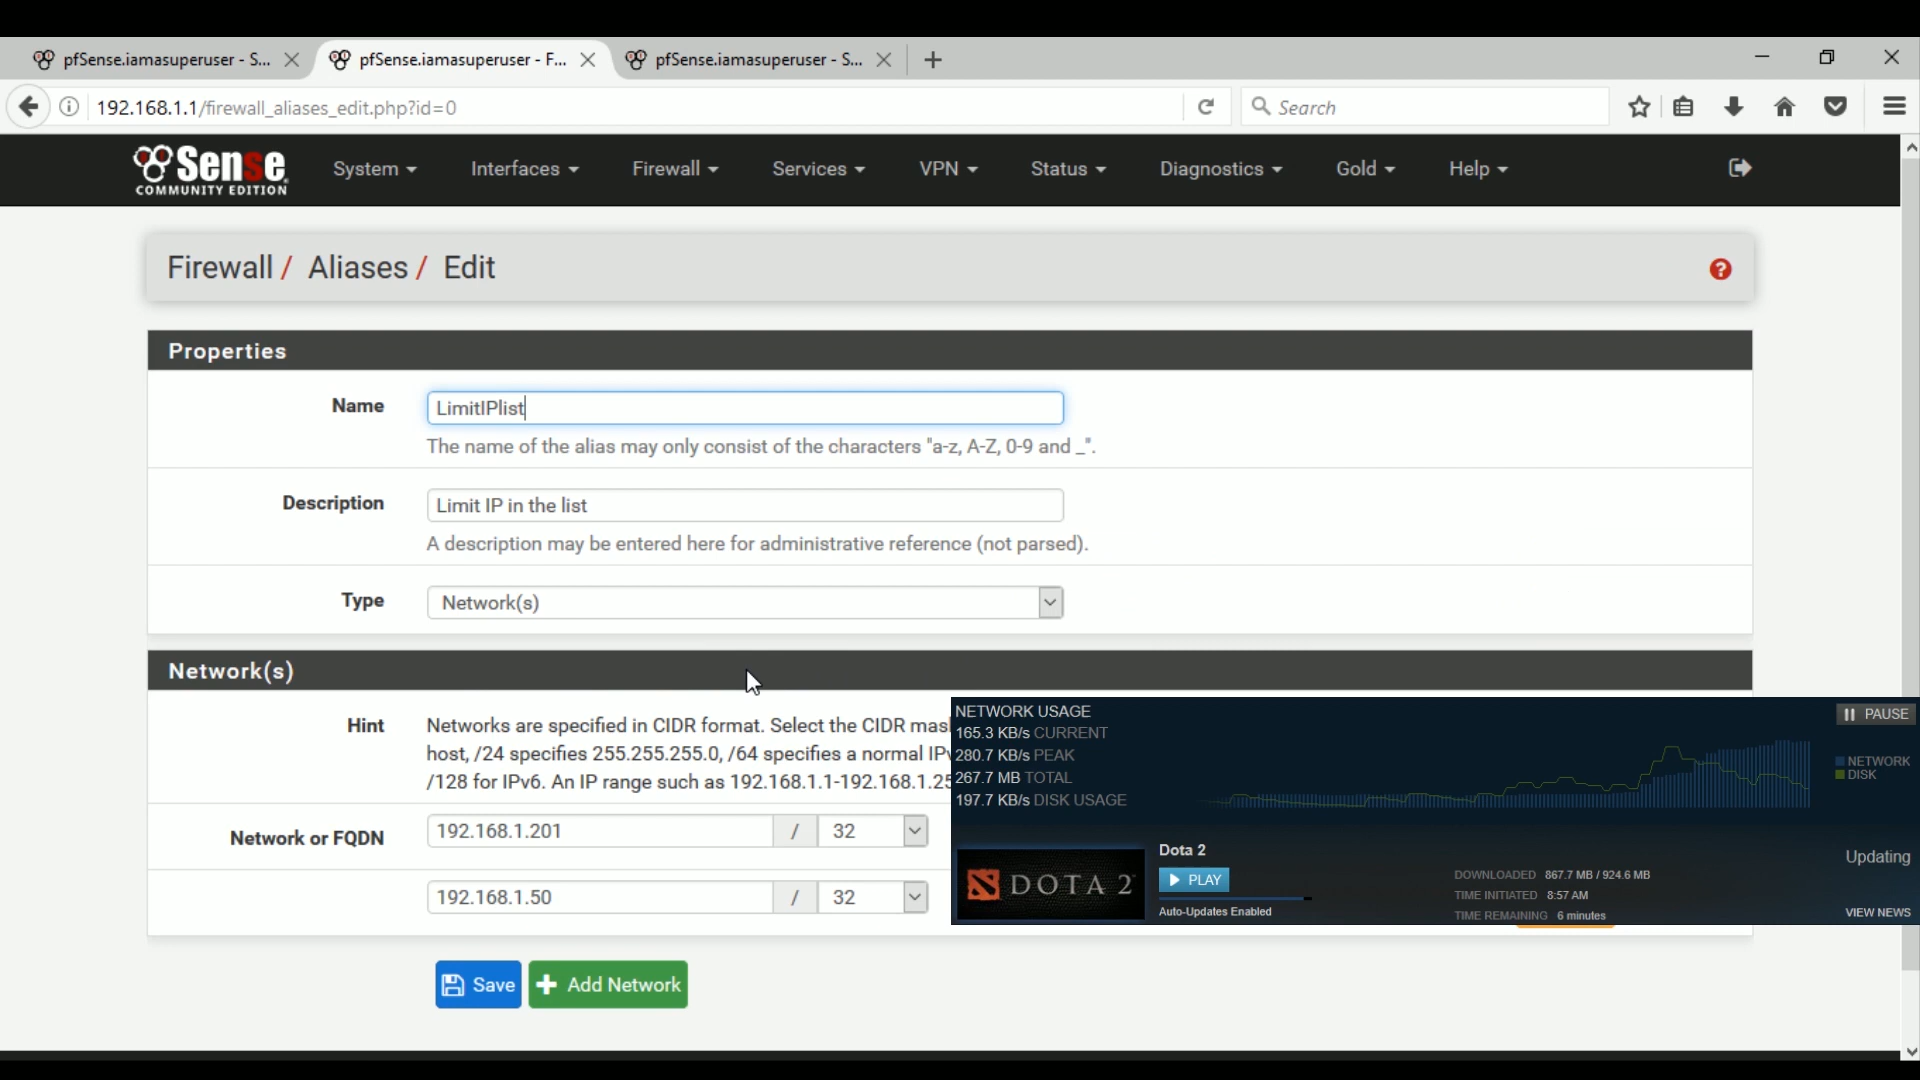 pfSense.iamasuperuser - S...
pfSense.iamasuperuser - F...
pfSense.iamasuperuser - S...
192.168.1.1/firewall_aliases_edit.php?id=0
Search
Sense
COMMUNITY EDITION
System
Interfaces
Firewall
Services
VPN
Status
Diagnostics
Gold
Help
Firewall / Aliases / Edit
?
Properties
Name
LimitIPlist
The name of the alias may only consist of the characters "a-z, A-Z, 0-9 and _".
Description
Limit IP in the list
A description may be entered here for administrative reference (not parsed).
Type
Network(s)
Network(s)
Hint
Networks are specified in CIDR format. Select the CIDR mas
host, /24 specifies 255.255.255.0, /64 specifies a normal IP
/128 for IPv6. An IP range such as 192.168.1.1-192.168.1.25
Network or FQDN
192.168.1.201 / 32
192.168.1.50 / 32
Save
Add Network
NETWORK USAGE
165.3 KB/s CURRENT
280.7 KB/s PEAK
267.7 MB TOTAL
197.7 KB/s DISK USAGE
PAUSE
NETWORK
DISK
DOTA 2
Dota 2
PLAY
Auto-Updates Enabled
DOWNLOADED 867.7 MB / 924.6 MB
TIME INITIATED 8:57 AM
TIME REMAINING 6 minutes
Updating
VIEW NEWS